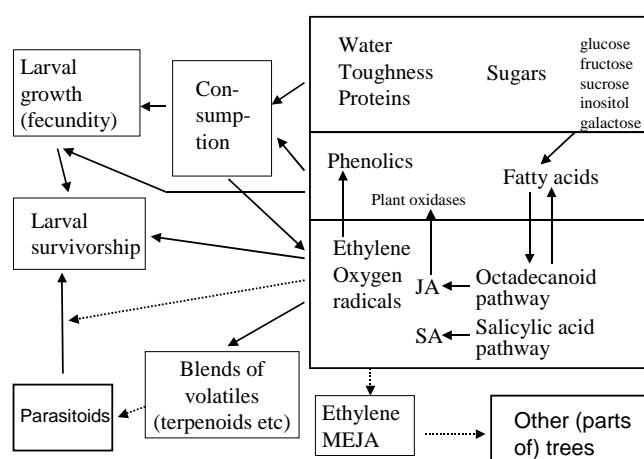 Larval
growth
(fecundity)
Con-
sump-
tion
Water
Toughness
Proteins
Sugars
glucose
fructose
sucrose
inositol
galactose
Phenolics
Plant oxidases
Fatty acids
Larval
survivorship
Ethylene
Oxygen
radicals
JA
Octadecanoid
pathway
SA
Salicylic acid
pathway
Parasitoids
Blends of
volatiles
(terpenoids etc)
Ethylene
MEJA
Other (parts
of) trees